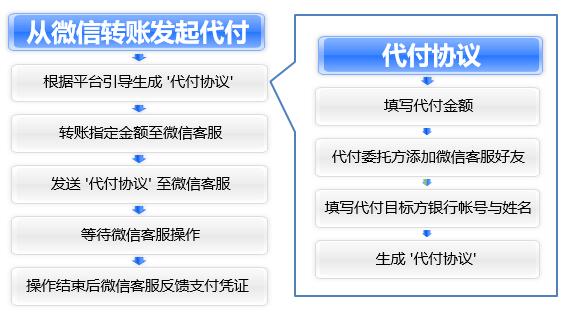 从微信转账发起代付
根据平台引导生成 '代付协议'
转账指定金额至微信客服
发送 '代付协议' 至微信客服
等待微信客服操作
操作结束后微信客服反馈支付凭证
代付协议
填写代付金额
代付委托方添加微信客服好友
填写代付目标方银行帐号与姓名
生成 '代付协议'